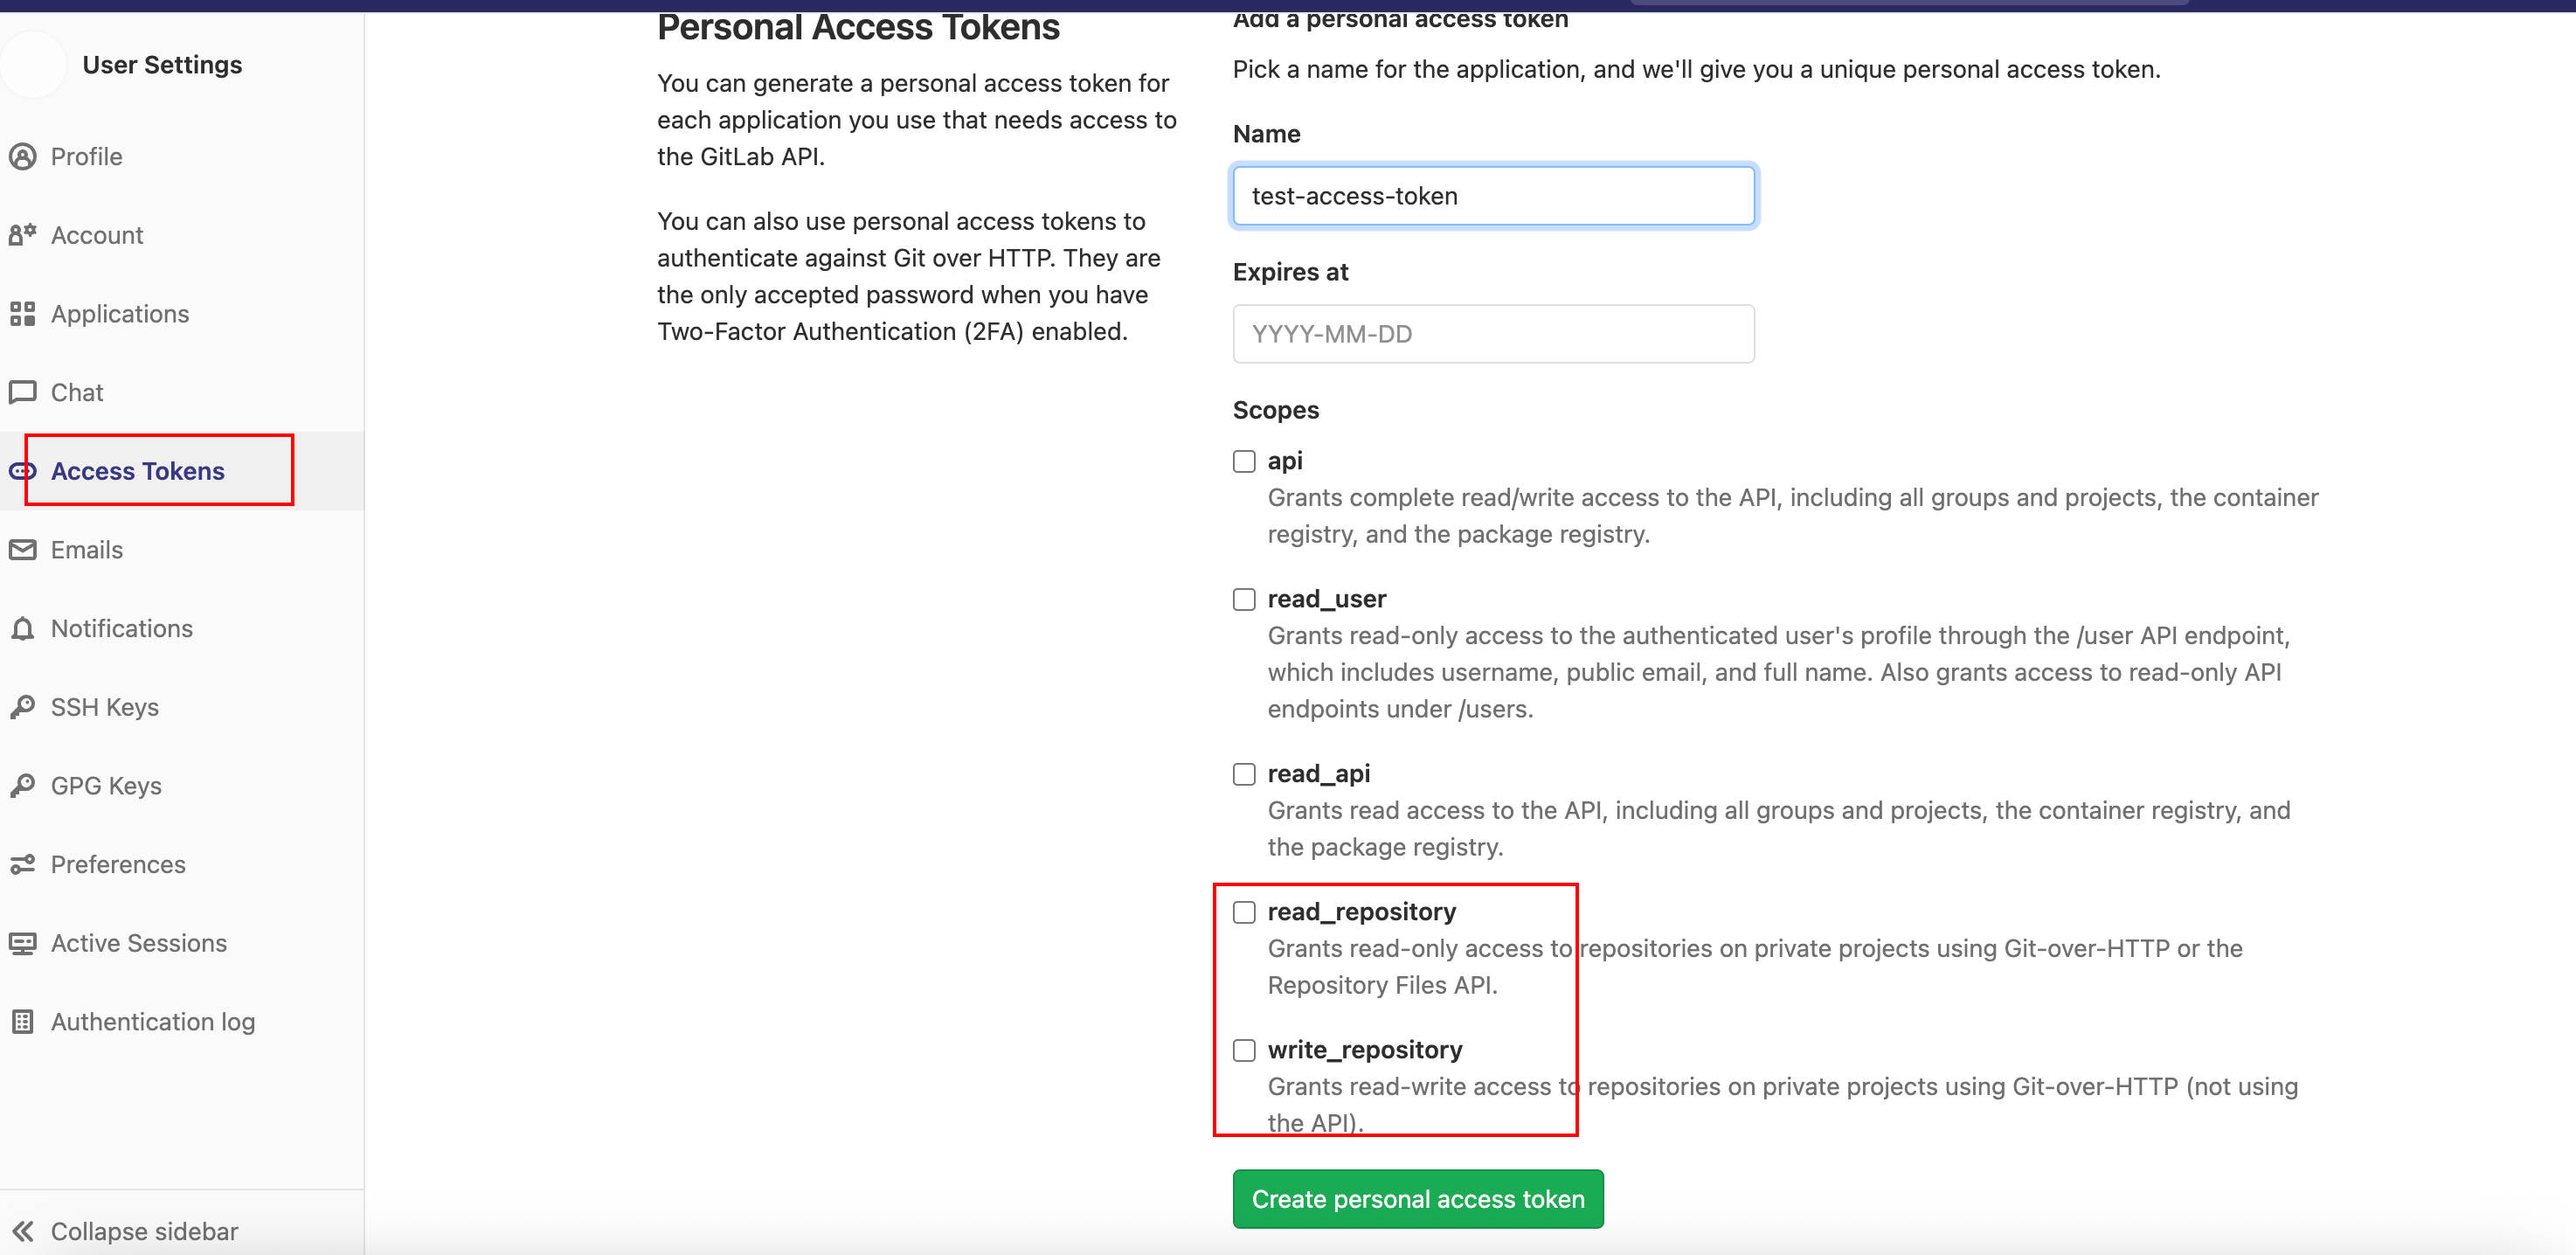 User Settings
Profile
Account
Applications
Chat
Access Tokens
Emails
Notifications
SSH Keys
GPG Keys
Preferences
Active Sessions
Authentication log
Collapse sidebar
Personal Access Tokens
You can generate a personal access token for
each application you use that needs access to
the GitLab API.
You can also use personal access tokens to
authenticate against Git over HTTP. They are
the only accepted password when you have
Two-Factor Authentication (2FA) enabled.
Add a personal access token
Pick a name for the application, and we'll give you a unique personal access token.
Name
test-access-token
Expires at
YYYY-MM-DD
Scopes
api
Grants complete read/write access to the API, including all groups and projects, the container
registry, and the package registry.
read_user
Grants read-only access to the authenticated user's profile through the /user API endpoint,
which includes username, public email, and full name. Also grants access to read-only API
endpoints under /users.
read_api
Grants read access to the API, including all groups and projects, the container registry, and
the package registry.
read_repository
Grants read-only access to repositories on private projects using Git-over-HTTP or the
Repository Files API.
write_repository
Grants read-write access to repositories on private projects using Git-over-HTTP (not using
the API).
Create personal access token